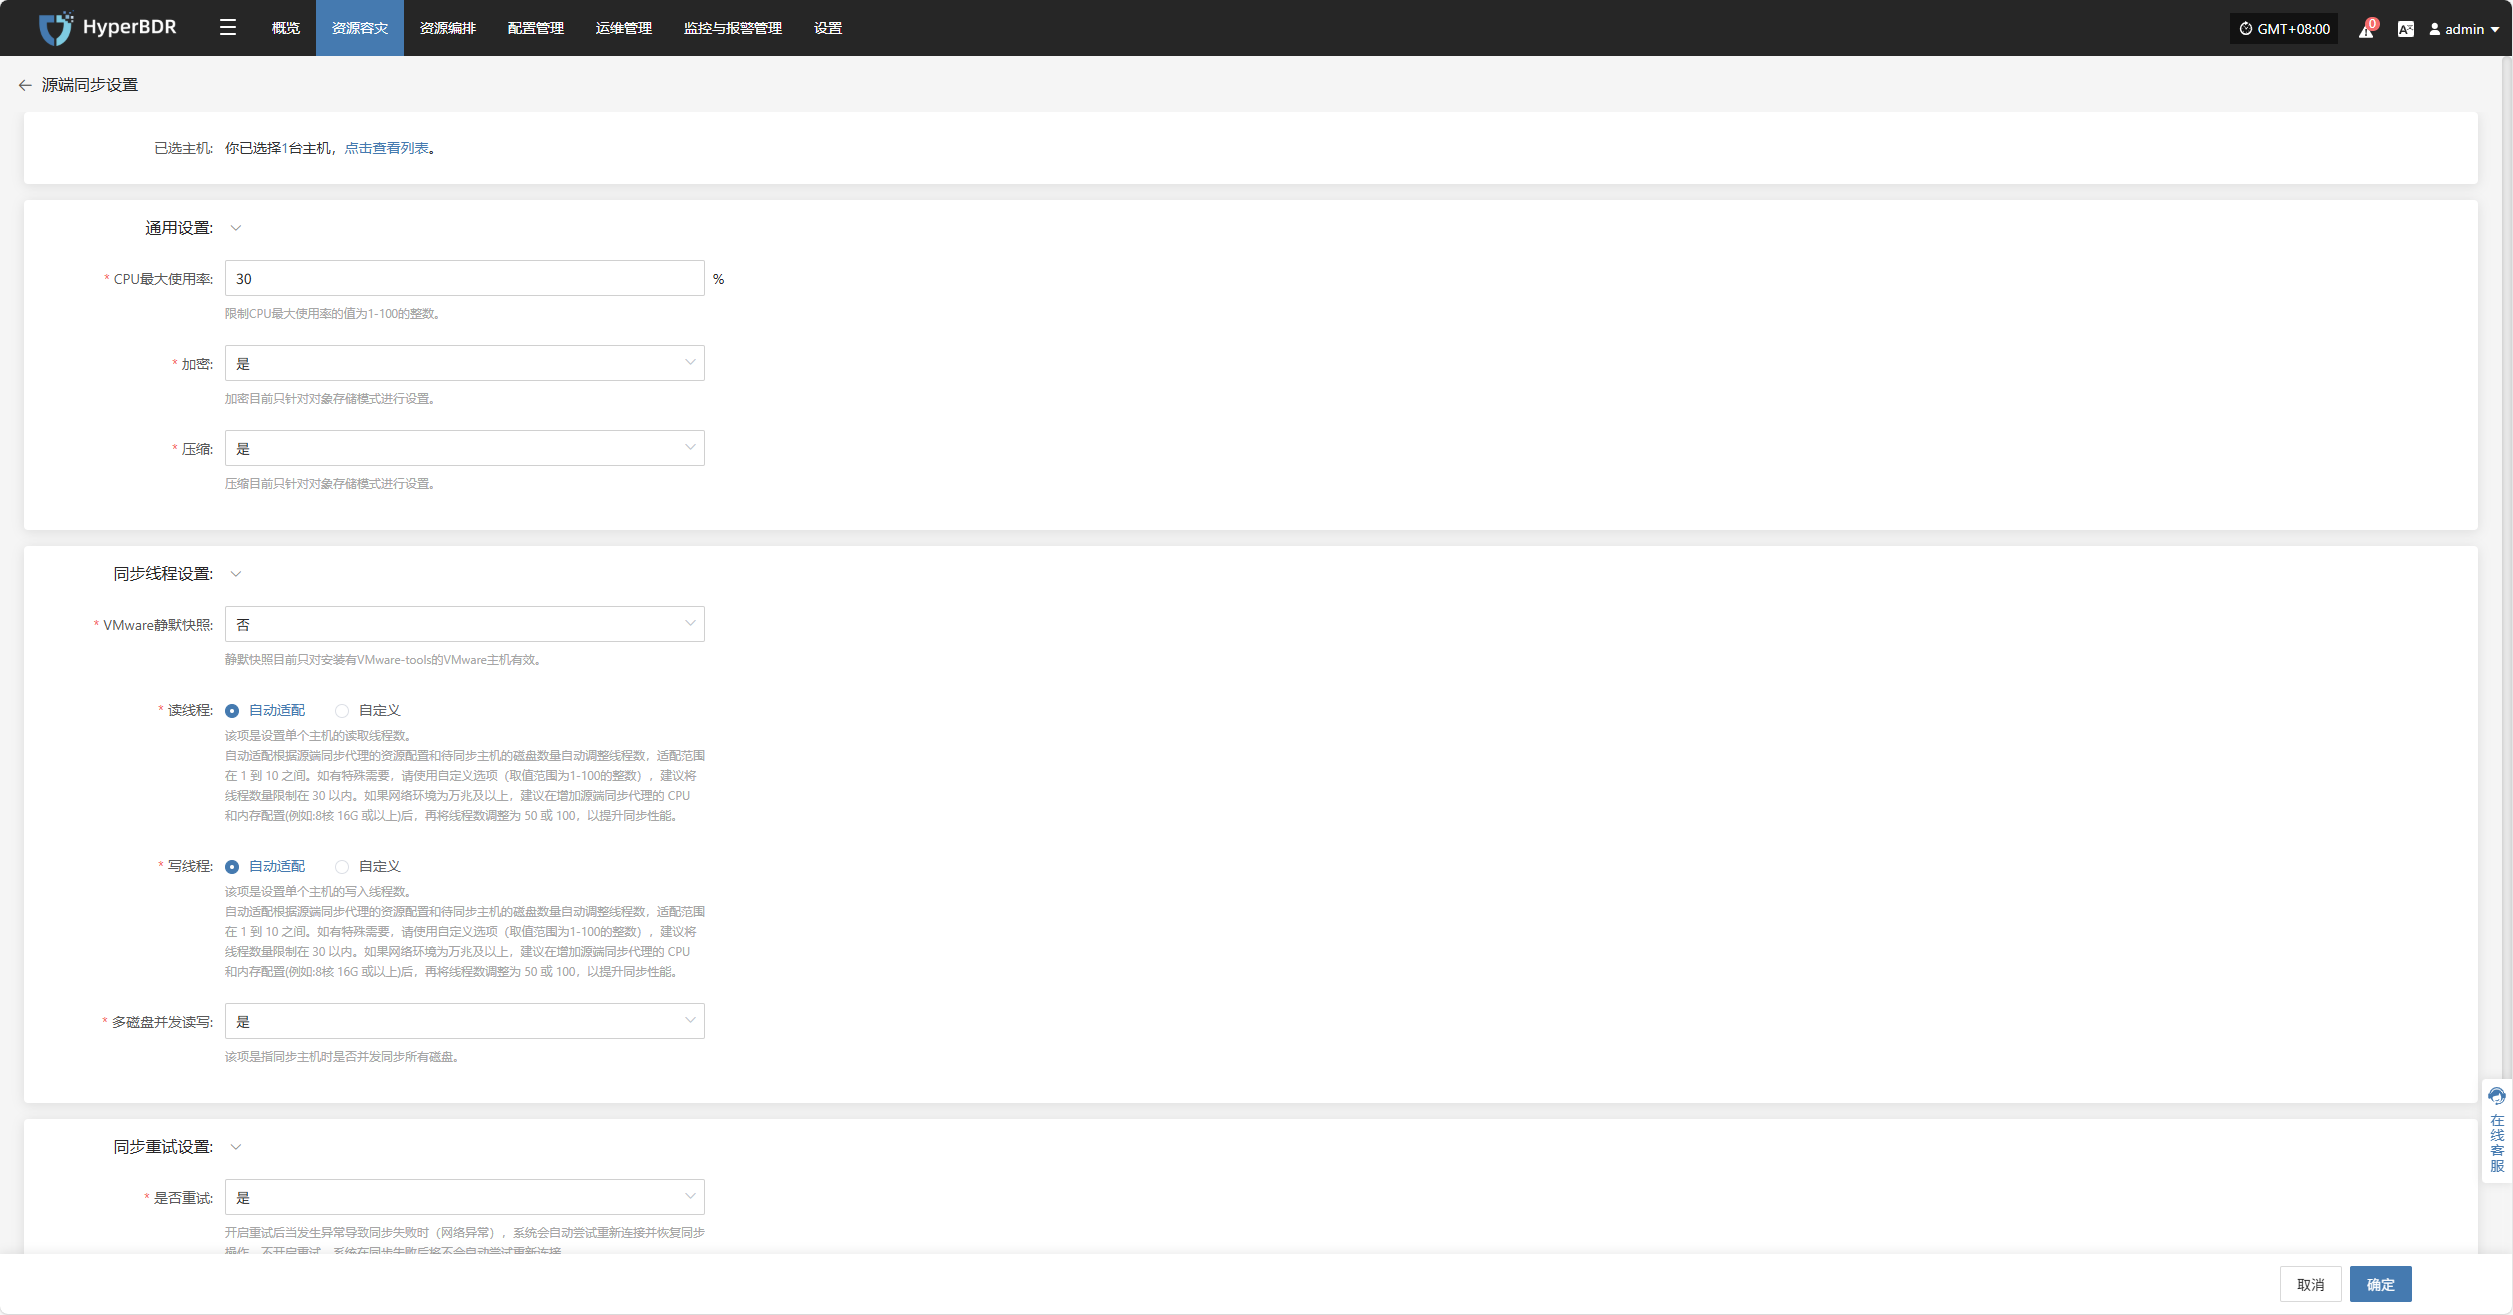 HyperBDR 概览 资源容灾 资源编排 配置管理 运维管理 监控与报警管理 设置 GMT+08:00 0 admin
源端同步设置
已选主机: 你已选择1台主机，点击查看列表。
通用设置:
* CPU最大使用率: 30 %
限制CPU最大使用率的值为1-100的整数。
* 加密: 是
加密目前只针对对象存储模式进行设置。
* 压缩: 是
压缩目前只针对对象存储模式进行设置。
同步线程设置:
* VMware静默快照: 否
静默快照目前只对安装有VMware-tools的VMware主机有效。
* 读线程: 自动适配 自定义
该项是设置单个主机的读取线程数。
自动适配根据源端同步代理的资源配置和待同步主机的磁盘数量自动调整线程数，适配范围
在 1 到 10 之间。如有特殊需要，请使用自定义选项（取值范围为1-100的整数），建议将
线程数量限制在 30 以内。如果网络环境为万兆及以上，建议在增加源端同步代理的 CPU
和内存配置(例如:8核 16G 或以上)后，再将线程数调整为 50 或 100，以提升同步性能。
* 写线程: 自动适配 自定义
该项是设置单个主机的写入线程数。
自动适配根据源端同步代理的资源配置和待同步主机的磁盘数量自动调整线程数，适配范围
在 1 到 10 之间。如有特殊需要，请使用自定义选项（取值范围为1-100的整数），建议将
线程数量限制在 30 以内。如果网络环境为万兆及以上，建议在增加源端同步代理的 CPU
和内存配置(例如:8核 16G 或以上)后，再将线程数调整为 50 或 100，以提升同步性能。
* 多磁盘并发读写: 是
该项是指同步主机时是否并发同步所有磁盘。
在线客服
同步重试设置:
* 是否重试: 是
开启重试后当发生异常导致同步失败时（网络异常），系统会自动尝试重新连接并恢复同步
操作。不开启重试，系统在同步失败后将不会自动尝试重新连接
取消 确定